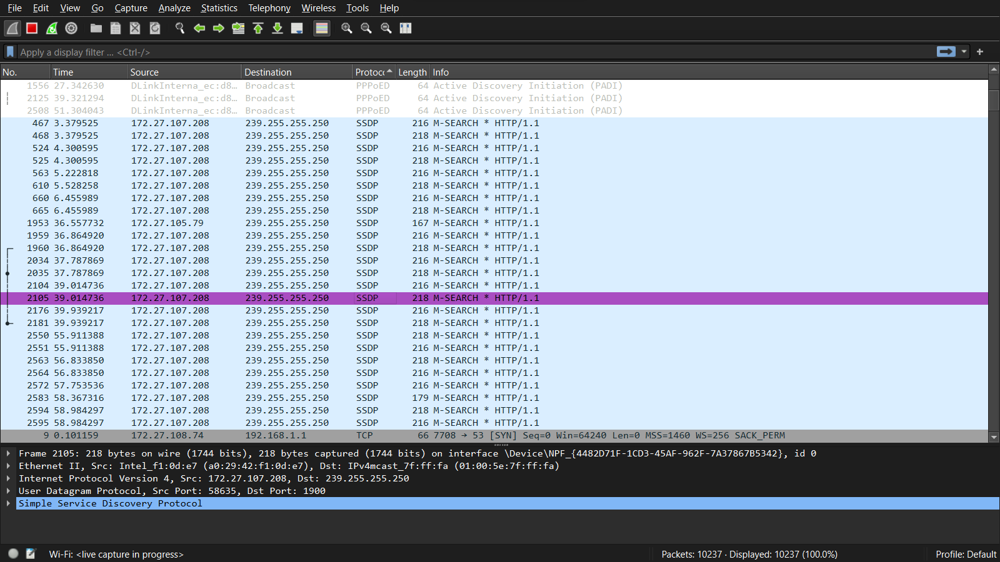 File Edit View Go Capture Analyze Statistics Telephony Wireless Tools Help
Apply a display filter ... <Ctrl-/>
No. Time Source Destination Protoc Length Info
1556 27.342630 DLinkInterna_ec:d8… Broadcast PPPoED 64 Active Discovery Initiation (PADI)
2125 39.321294 DLinkInterna_ec:d8… Broadcast PPPoED 64 Active Discovery Initiation (PADI)
2508 51.304043 DLinkInterna_ec:d8… Broadcast PPPoED 64 Active Discovery Initiation (PADI)
467 3.379525 172.27.107.208 239.255.255.250 SSDP 216 M-SEARCH * HTTP/1.1
468 3.379525 172.27.107.208 239.255.255.250 SSDP 218 M-SEARCH * HTTP/1.1
524 4.300595 172.27.107.208 239.255.255.250 SSDP 216 M-SEARCH * HTTP/1.1
525 4.300595 172.27.107.208 239.255.255.250 SSDP 218 M-SEARCH * HTTP/1.1
563 5.222818 172.27.107.208 239.255.255.250 SSDP 216 M-SEARCH * HTTP/1.1
610 5.528258 172.27.107.208 239.255.255.250 SSDP 218 M-SEARCH * HTTP/1.1
660 6.455989 172.27.107.208 239.255.255.250 SSDP 216 M-SEARCH * HTTP/1.1
665 6.455989 172.27.107.208 239.255.255.250 SSDP 218 M-SEARCH * HTTP/1.1
1953 36.557732 172.27.105.79 239.255.255.250 SSDP 167 M-SEARCH * HTTP/1.1
1959 36.864920 172.27.107.208 239.255.255.250 SSDP 216 M-SEARCH * HTTP/1.1
1960 36.864920 172.27.107.208 239.255.255.250 SSDP 218 M-SEARCH * HTTP/1.1
2034 37.787869 172.27.107.208 239.255.255.250 SSDP 216 M-SEARCH * HTTP/1.1
2035 37.787869 172.27.107.208 239.255.255.250 SSDP 218 M-SEARCH * HTTP/1.1
2104 39.014736 172.27.107.208 239.255.255.250 SSDP 216 M-SEARCH * HTTP/1.1
2105 39.014736 172.27.107.208 239.255.255.250 SSDP 218 M-SEARCH * HTTP/1.1
2176 39.939217 172.27.107.208 239.255.255.250 SSDP 216 M-SEARCH * HTTP/1.1
2181 39.939217 172.27.107.208 239.255.255.250 SSDP 218 M-SEARCH * HTTP/1.1
2550 55.911388 172.27.107.208 239.255.255.250 SSDP 218 M-SEARCH * HTTP/1.1
2551 55.911388 172.27.107.208 239.255.255.250 SSDP 216 M-SEARCH * HTTP/1.1
2563 56.833850 172.27.107.208 239.255.255.250 SSDP 218 M-SEARCH * HTTP/1.1
2564 56.833850 172.27.107.208 239.255.255.250 SSDP 216 M-SEARCH * HTTP/1.1
2572 57.753536 172.27.107.208 239.255.255.250 SSDP 216 M-SEARCH * HTTP/1.1
2583 58.367316 172.27.107.208 239.255.255.250 SSDP 179 M-SEARCH * HTTP/1.1
2594 58.984297 172.27.107.208 239.255.255.250 SSDP 218 M-SEARCH * HTTP/1.1
2595 58.984297 172.27.107.208 239.255.255.250 SSDP 216 M-SEARCH * HTTP/1.1
9 0.101159 172.27.108.74 192.168.1.1 TCP 66 7708 → 53 [SYN] Seq=0 Win=64240 Len=0 MSS=1460 WS=256 SACK_PERM
Frame 2105: 218 bytes on wire (1744 bits), 218 bytes captured (1744 bits) on interface \Device\NPF_{4482D71F-1CD3-45AF-962F-7A37867B5342}, id 0
Ethernet II, Src: Intel_f1:0d:e7 (a0:29:42:f1:0d:e7), Dst: IPv4mcast_7f:ff:fa (01:00:5e:7f:ff:fa)
Internet Protocol Version 4, Src: 172.27.107.208, Dst: 239.255.255.250
User Datagram Protocol, Src Port: 58635, Dst Port: 1900
Simple Service Discovery Protocol
Wi-Fi: <live capture in progress> Packets: 10237 · Displayed: 10237 (100.0%) Profile: Default